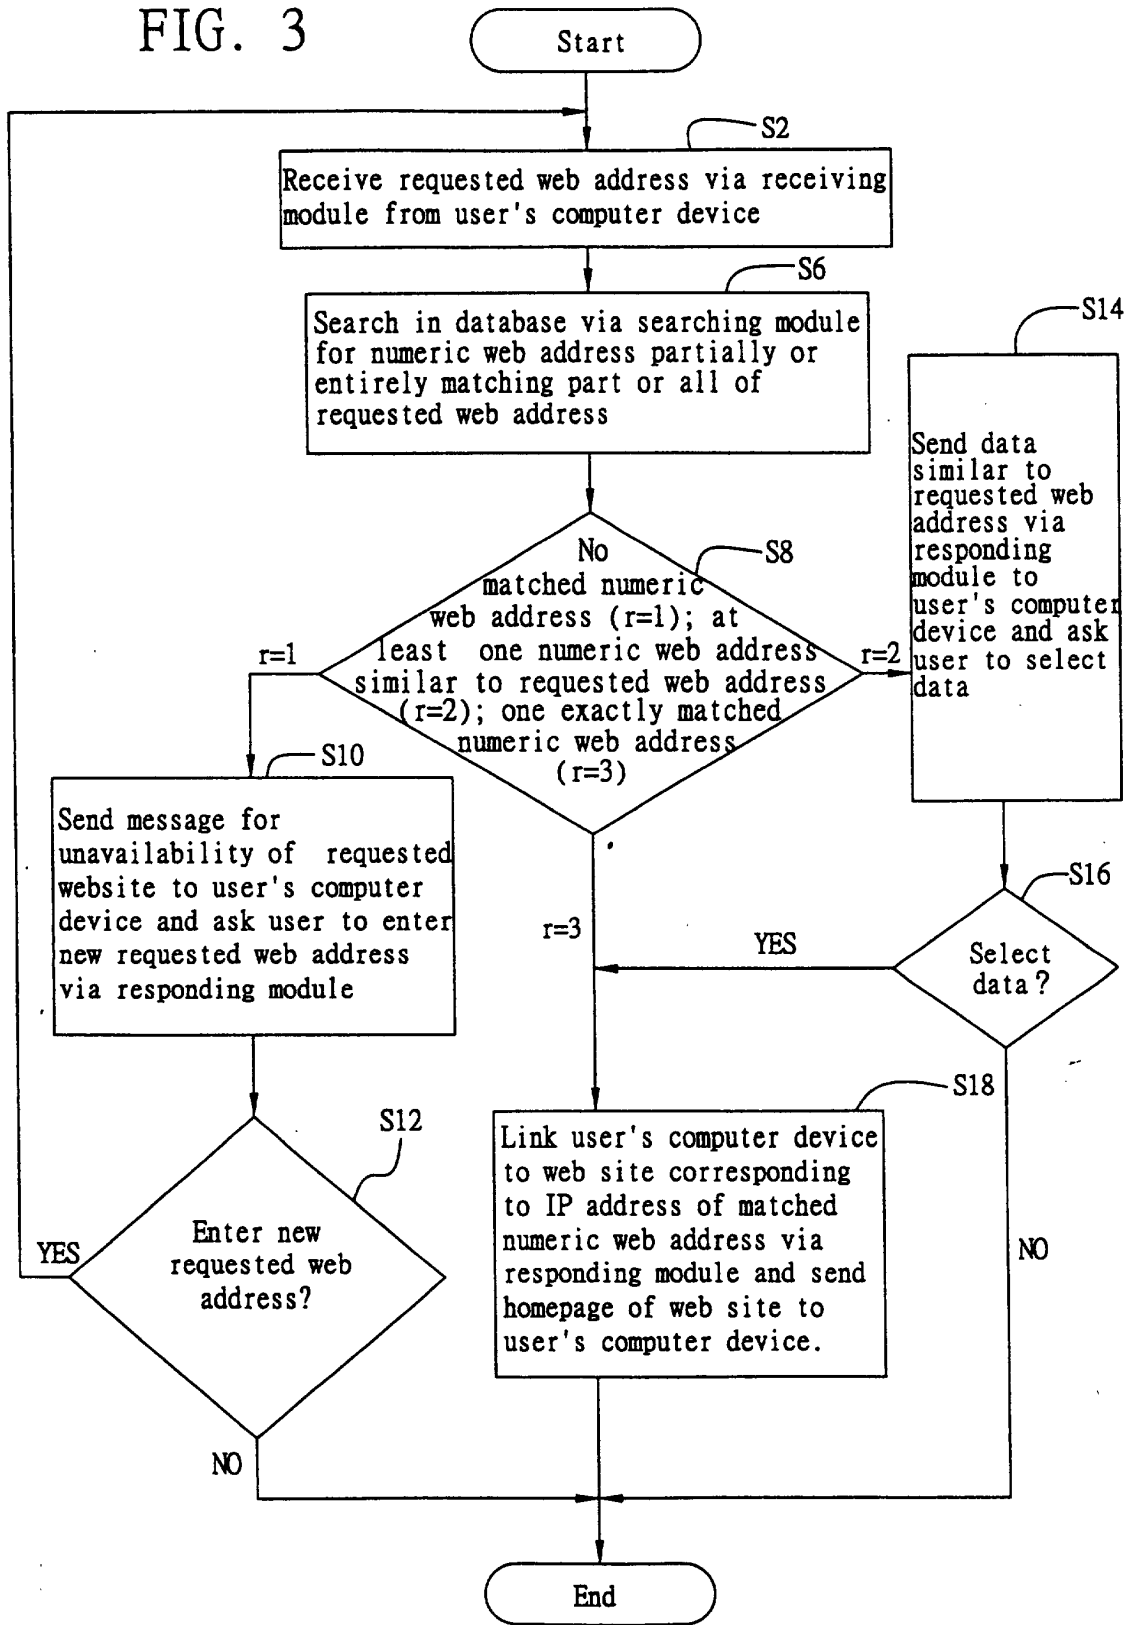 FIG. 3
Start
S2
Receive requested web address via receiving
module from user's computer device
S6
Search in database via searching module
for numeric web address partially or
entirely matching part or all of
requested web address
S14
Send data
similar to
requested web
address via
responding
module to
user's computer
device and ask
user to select
data
S8
No
matched numeric
web address (r=1); at
least one numeric web address
similar to requested web address
(r=2); one exactly matched
numeric web address
(r=3)
r=1
r=2
r=3
S10
Send message for
unavailability of requested
website to user's computer
device and ask user to enter
new requested web address
via responding module
S16
Select
data?
YES
NO
S12
Enter new
requested web
address?
YES
NO
S18
Link user's computer device
to web site corresponding
to IP address of matched
numeric web address via
responding module and send
homepage of web site to
user's computer device.
End